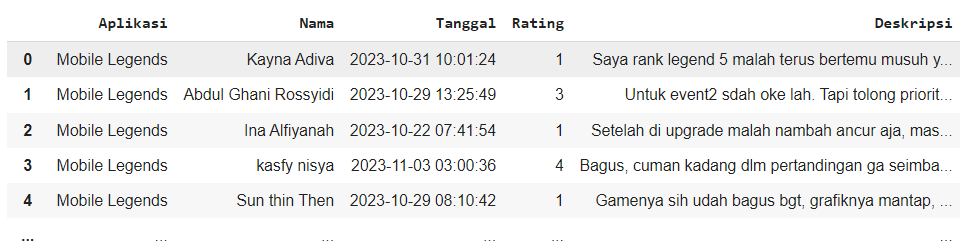 Aplikasi Nama Tanggal Rating Deskripsi
0 Mobile Legends Kayna Adiva 2023-10-31 10:01:24 1 Saya rank legend 5 malah terus bertemu musuh y...
1 Mobile Legends Abdul Ghani Rossyidi 2023-10-29 13:25:49 3 Untuk event2 sdah oke lah. Tapi tolong priorit...
2 Mobile Legends Ina Alfiyanah 2023-10-22 07:41:54 1 Setelah di upgrade malah nambah ancur aja, mas...
3 Mobile Legends kasfy nisya 2023-11-03 03:00:36 4 Bagus, cuman kadang dlm pertandingan ga seimba...
4 Mobile Legends Sun thin Then 2023-10-29 08:10:42 1 Gamenya sih udah bagus bgt, grafiknya mantap, ...
... ... ... ... ... ...